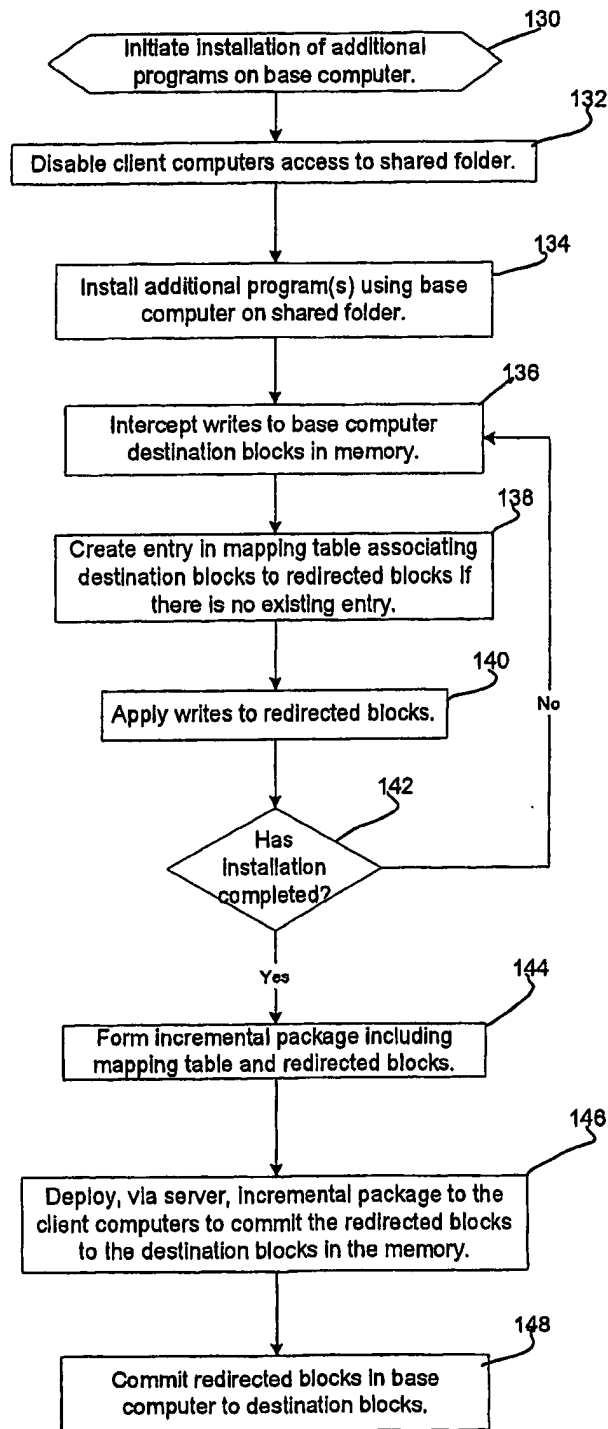 130
Initiate installation of additional
programs on base computer.
132
Disable client computers access to shared folder.
134
Install additional program(s) using base
computer on shared folder.
136
Intercept writes to base computer
destination blocks in memory.
138
Create entry in mapping table associating
destination blocks to redirected blocks if
there is no existing entry.
140
Apply writes to redirected blocks.
No
142
Has
installation
completed?
Yes
144
Form incremental package including
mapping table and redirected blocks.
146
Deploy, via server, incremental package to the
client computers to commit the redirected blocks
to the destination blocks in the memory.
148
Commit redirected blocks in base
computer to destination blocks.